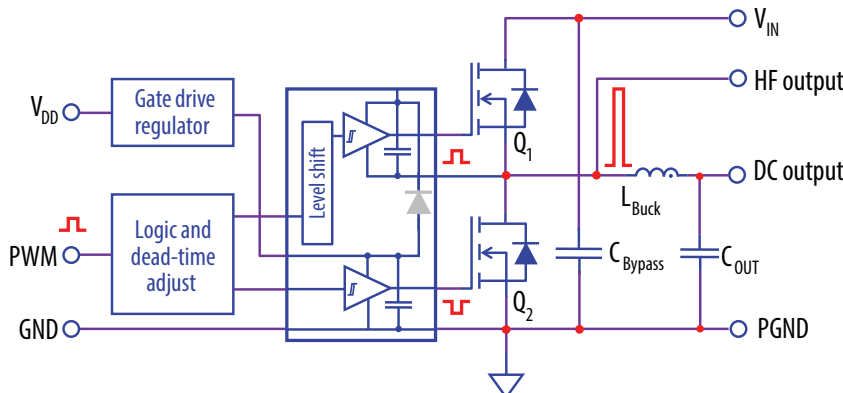 V_IN
HF output
V_DD
Gate drive
regulator
Level shift
Q_1
DC output
L_Buck
PWM
Logic and
dead-time
adjust
C_Bypass
C_OUT
Q_2
GND
PGND